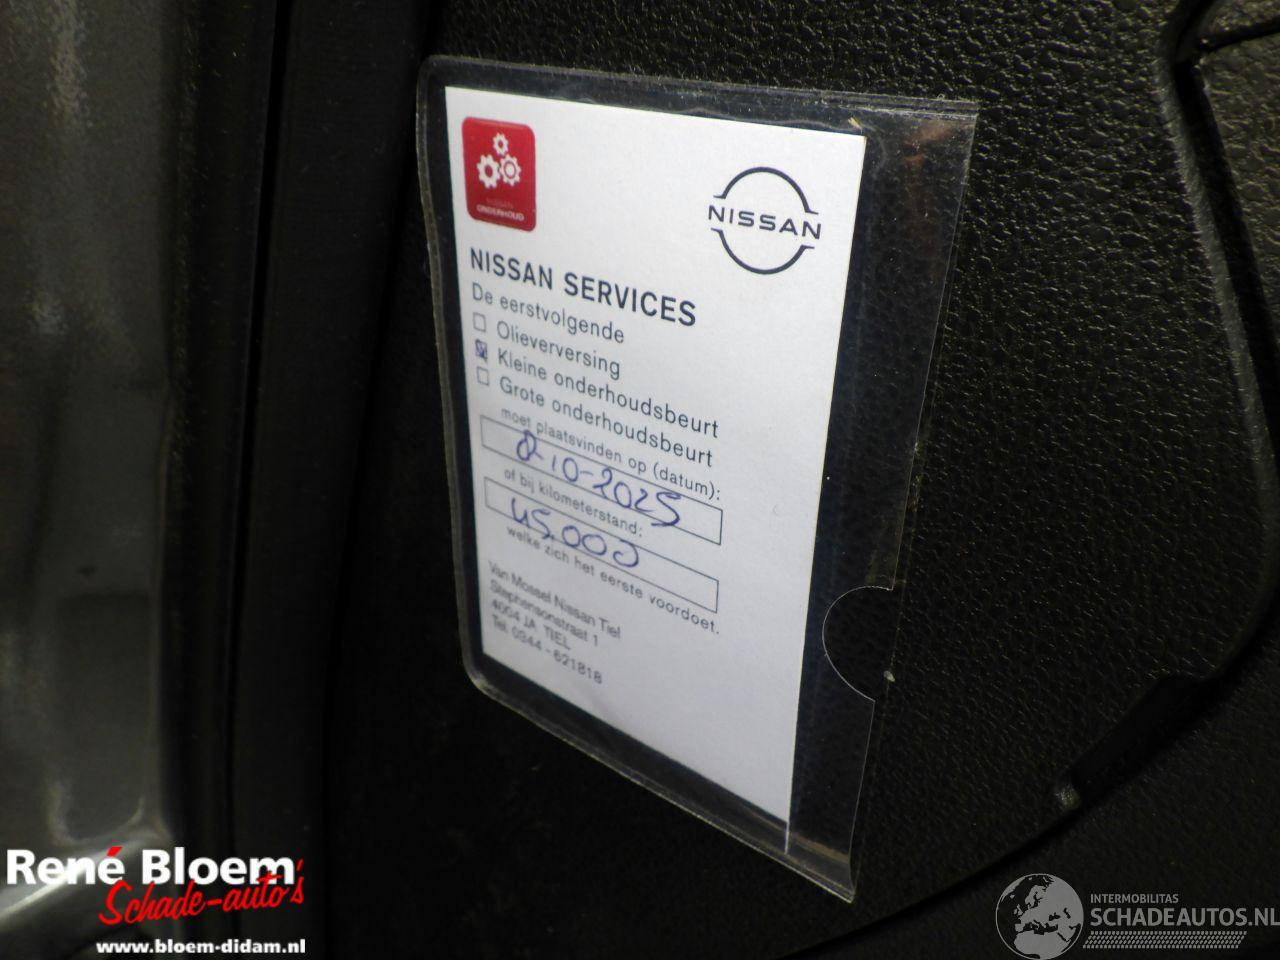 ONDERHOUD
NISSAN
NISSAN SERVICES
De eerstvolgende
Olieverversing
Kleine onderhoudsbeurt
Grote onderhoudsbeurt
moet plaatsvinden op (datum):
2-10-2025
of bij kilometerstand:
45.000
welke zich het eerste voordoet.
Van Mossel Nissan Tiel
Stephensonstraat 1
4004 JA TIEL
Tel. 0344 - 621818
René Bloem
Schade-auto's
www.bloem-didam.nl
INTERMOBILITAS
SCHADEAUTOS.NL